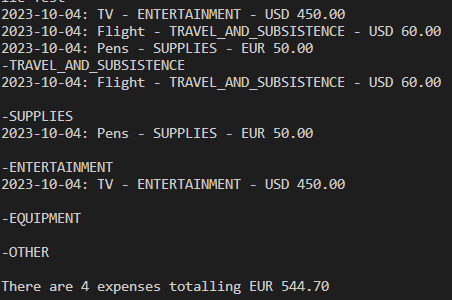 2023-10-04: TV - ENTERTAINMENT - USD 450.00
2023-10-04: Flight - TRAVEL_AND_SUBSISTENCE - USD 60.00
2023-10-04: Pens - SUPPLIES - EUR 50.00
-TRAVEL_AND_SUBSISTENCE
2023-10-04: Flight - TRAVEL_AND_SUBSISTENCE - USD 60.00
-SUPPLIES
2023-10-04: Pens - SUPPLIES - EUR 50.00
-ENTERTAINMENT
2023-10-04: TV - ENTERTAINMENT - USD 450.00
-EQUIPMENT
-OTHER
There are 4 expenses totalling EUR 544.70